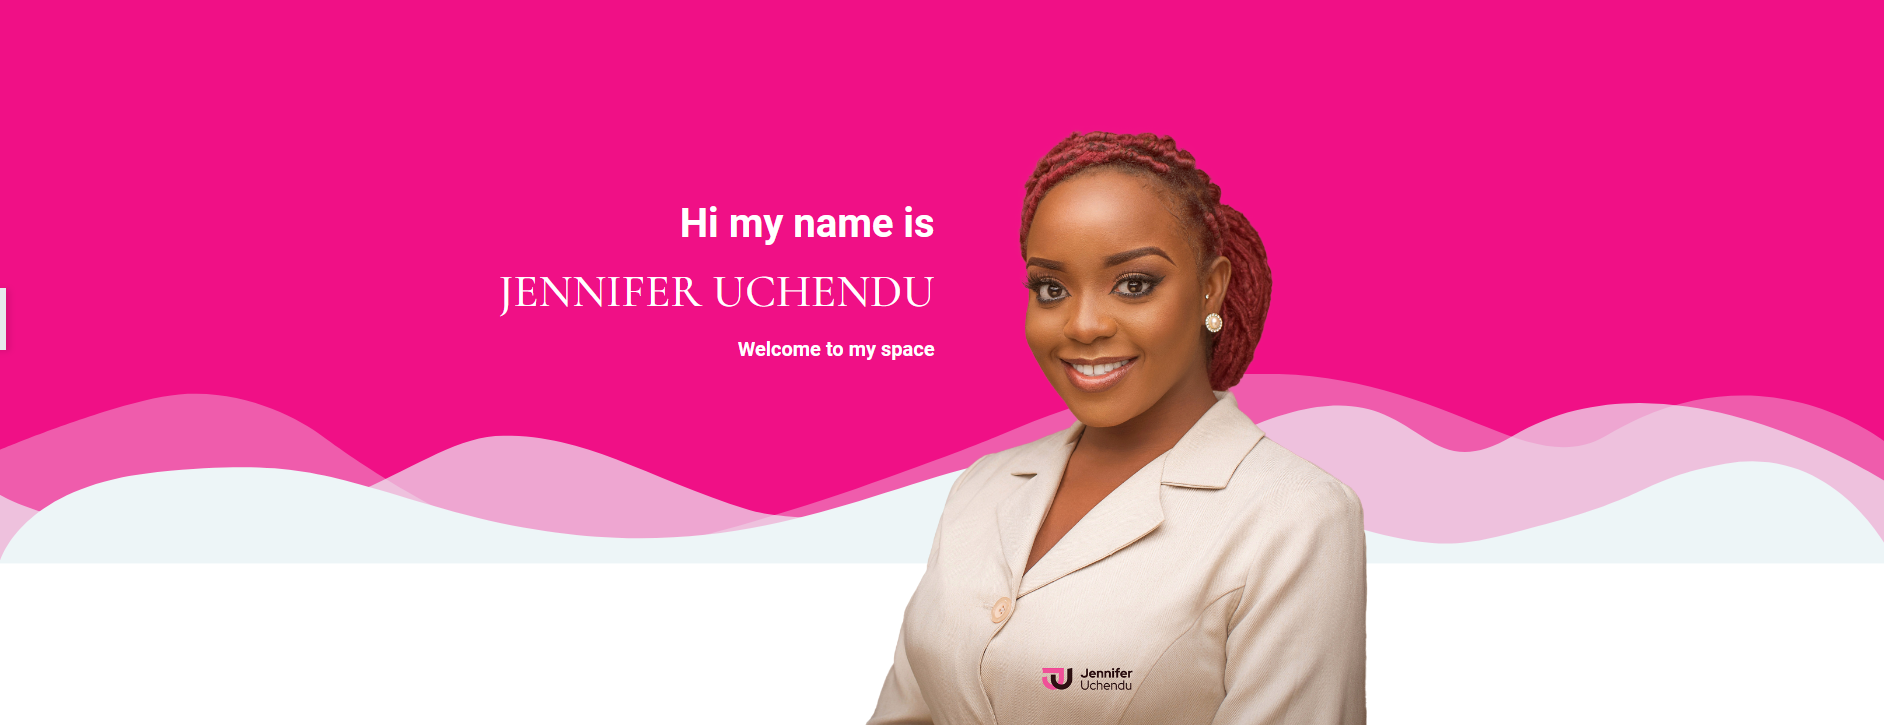 Hi my name is
JENNIFER UCHENDU
Welcome to my space
Jennifer
Uchendu